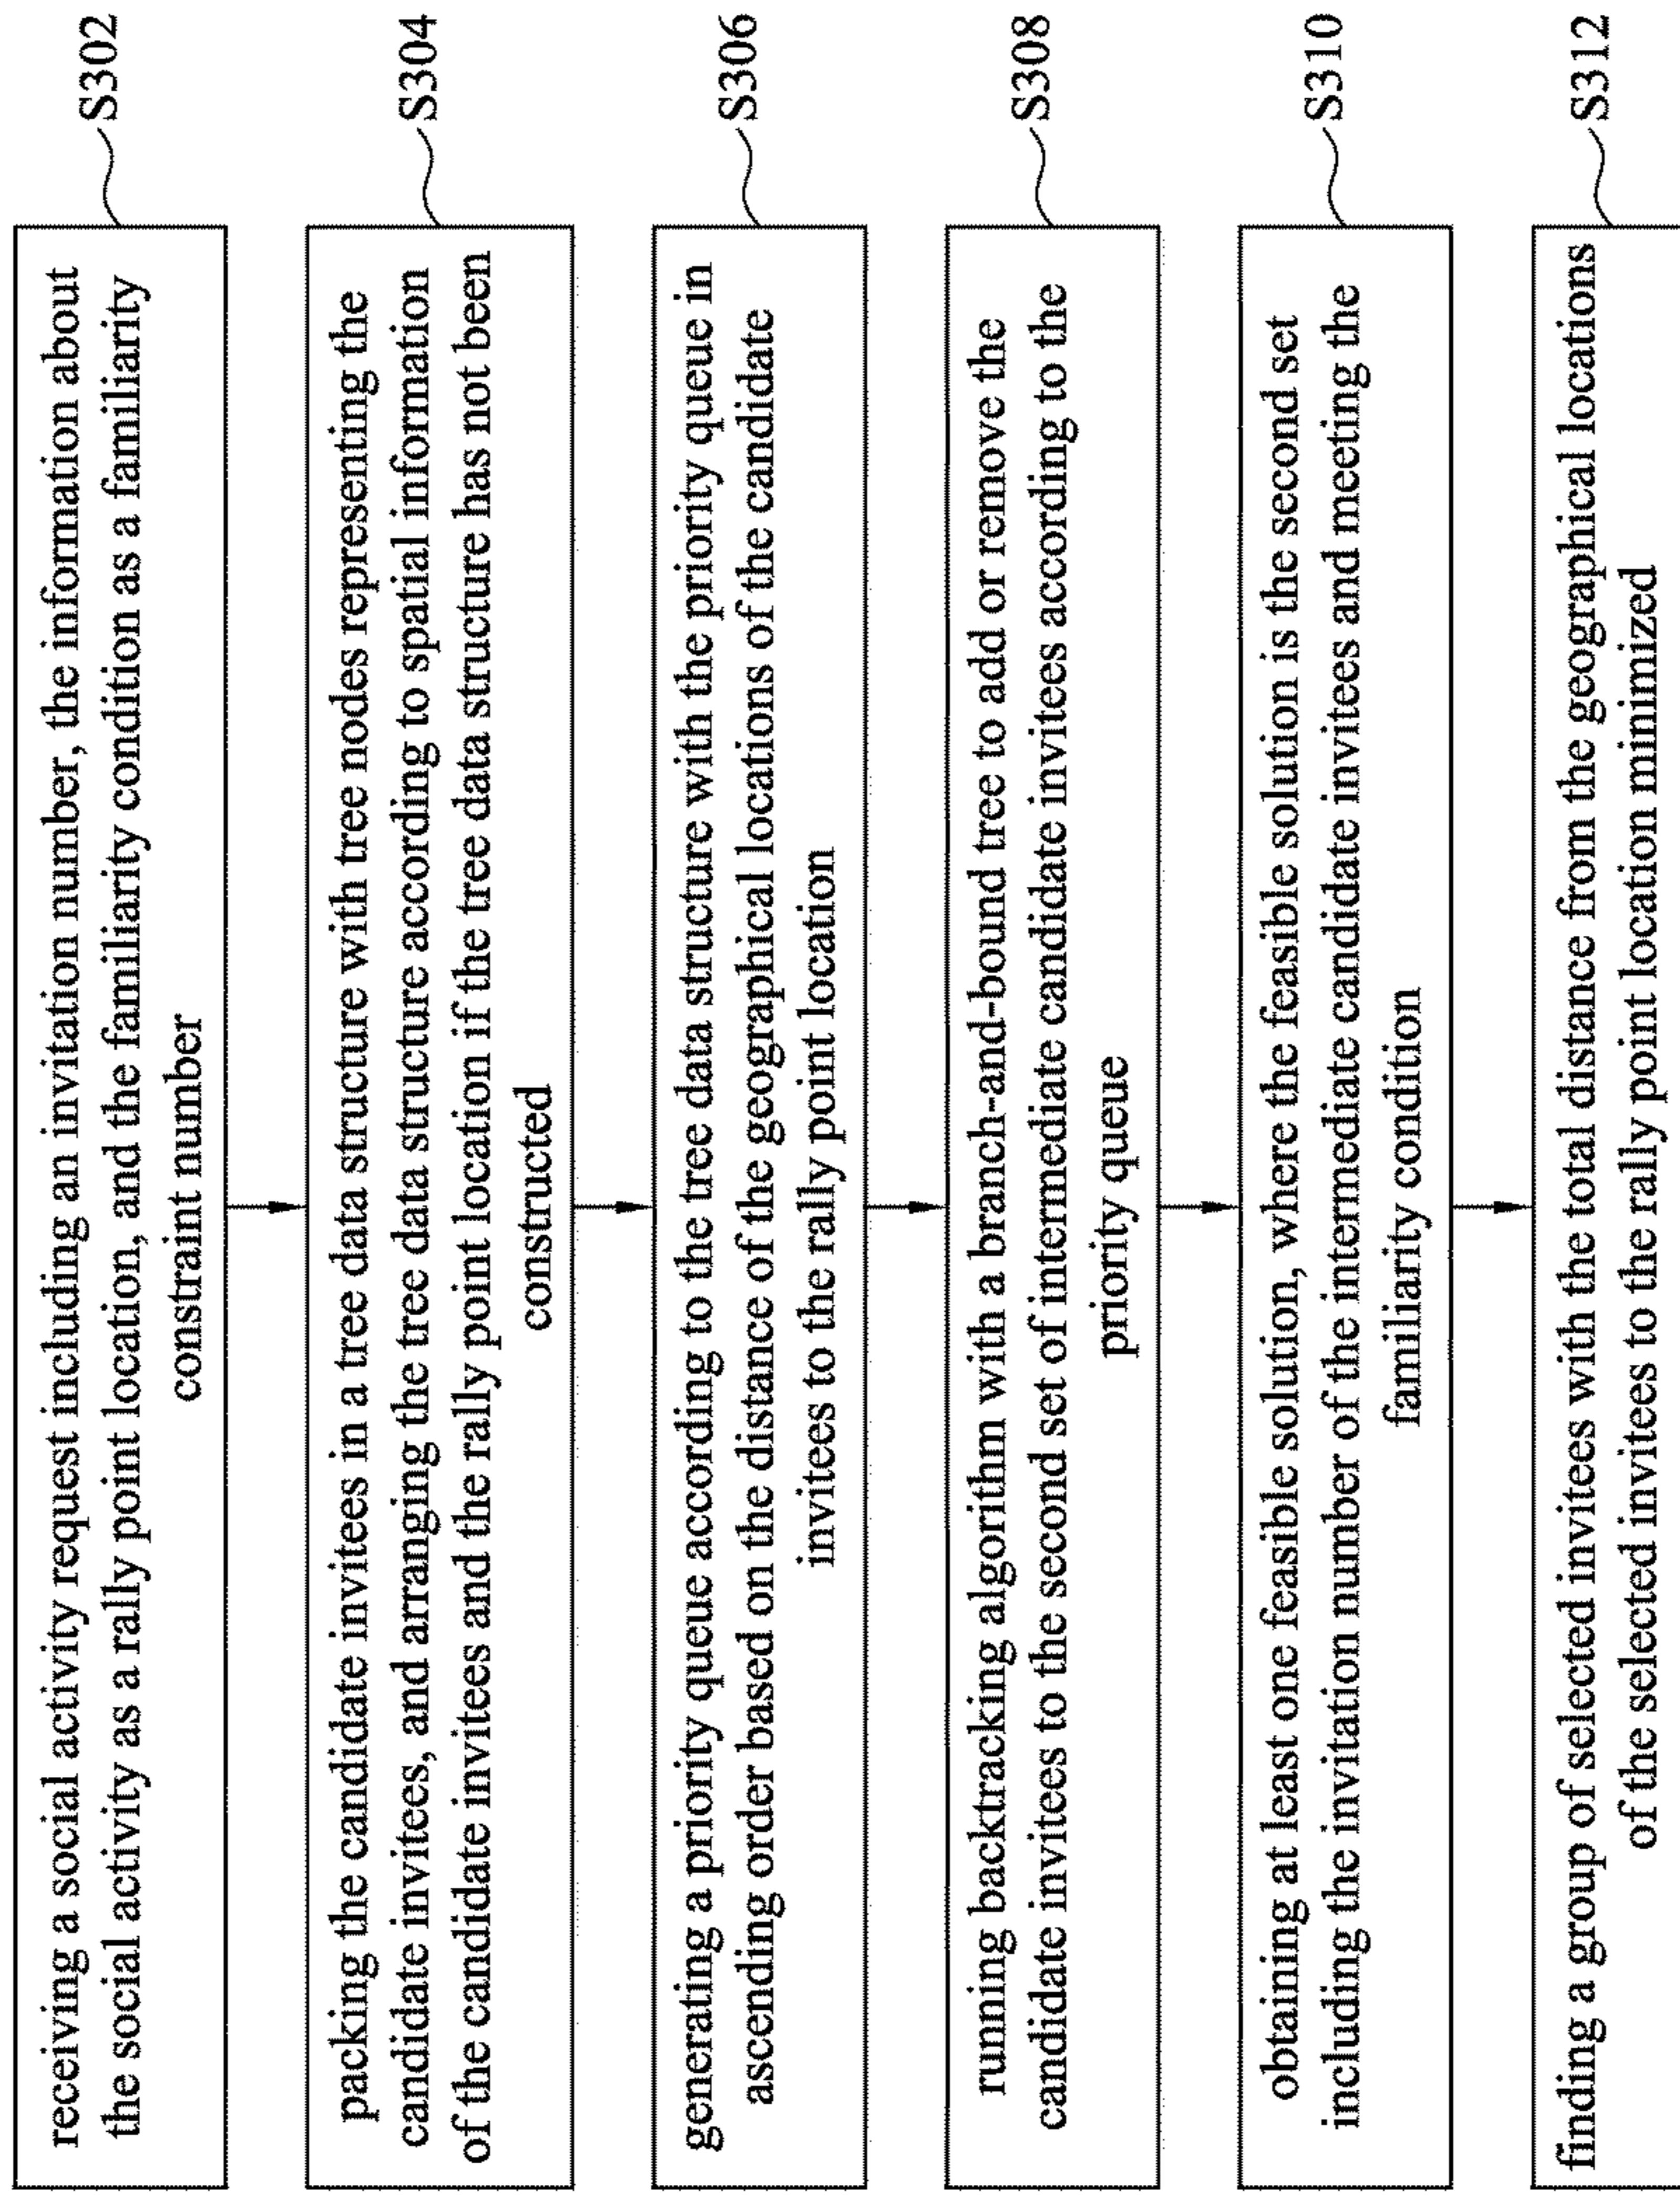 receiving a social activity request including an invitation number, the information about
the social activity as a rally point location, and the familiarity condition as a familiarity
constraint number
S302
packing the candidate invitees in a tree data structure with tree nodes representing the
candidate invitees, and arranging the tree data structure according to spatial information
of the candidate invitees and the rally point location if the tree data structure has not been
constructed
S304
generating a priority queue according to the tree data structure with the priority queue in
ascending order based on the distance of the geographical locations of the candidate
invitees to the rally point location
S306
running backtracking algorithm with a branch-and-bound tree to add or remove the
candidate invitees to the second set of intermediate candidate invitees according to the
priority queue
S308
obtaining at least one feasible solution, where the feasible solution is the second set
including the invitation number of the intermediate candidate invitees and meeting the
familiarity condition
S310
finding a group of selected invitees with the total distance from the geographical locations
of the selected invitees to the rally point location minimized
S312